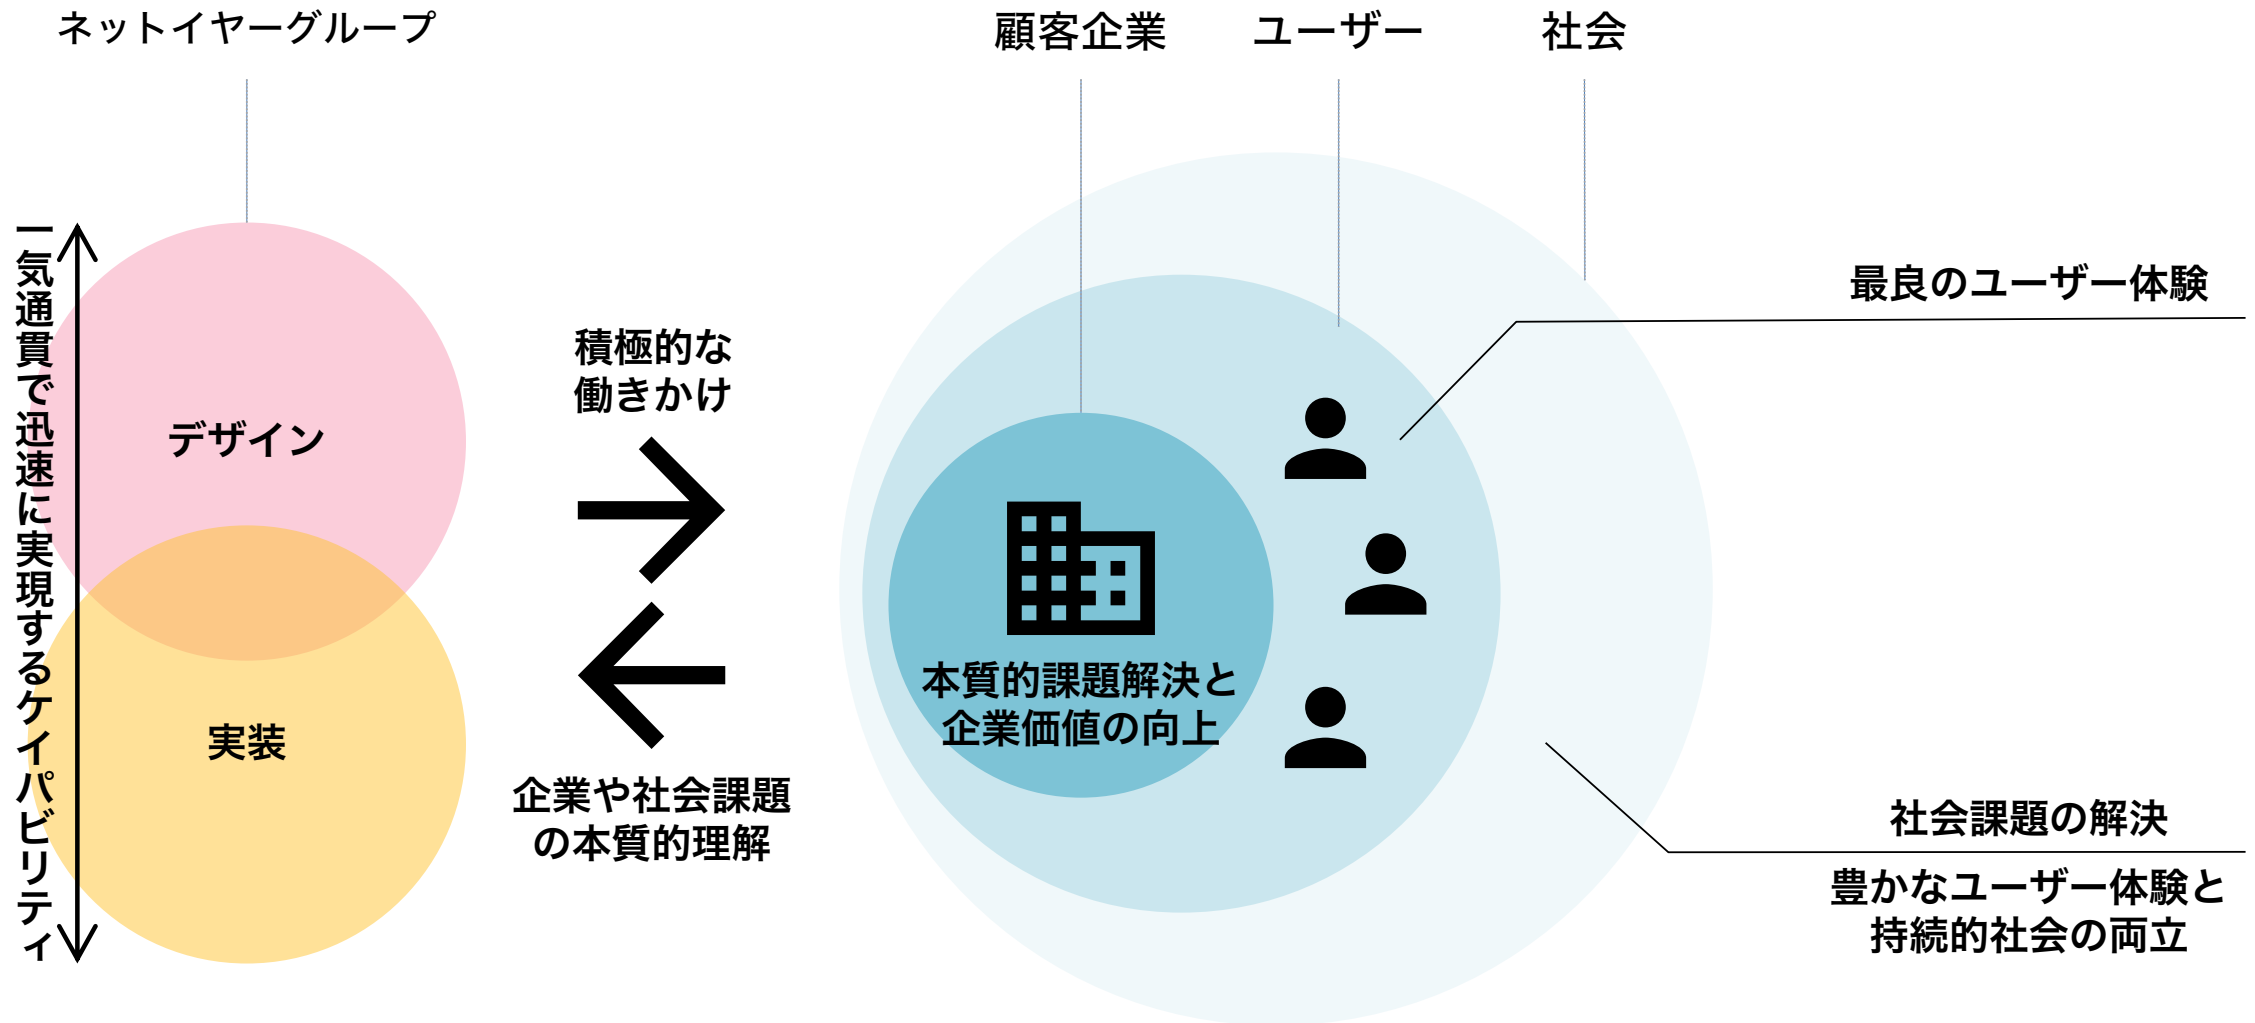 ネットイヤーグループ
顧客企業
ユーザー
社会
一気通貫で迅速に実現するケイパビリティ
デザイン
実装
積極的な
働きかけ
企業や社会課題
の本質的理解
本質的課題解決と
企業価値の向上
最良のユーザー体験
社会課題の解決
豊かなユーザー体験と
持続的社会の両立